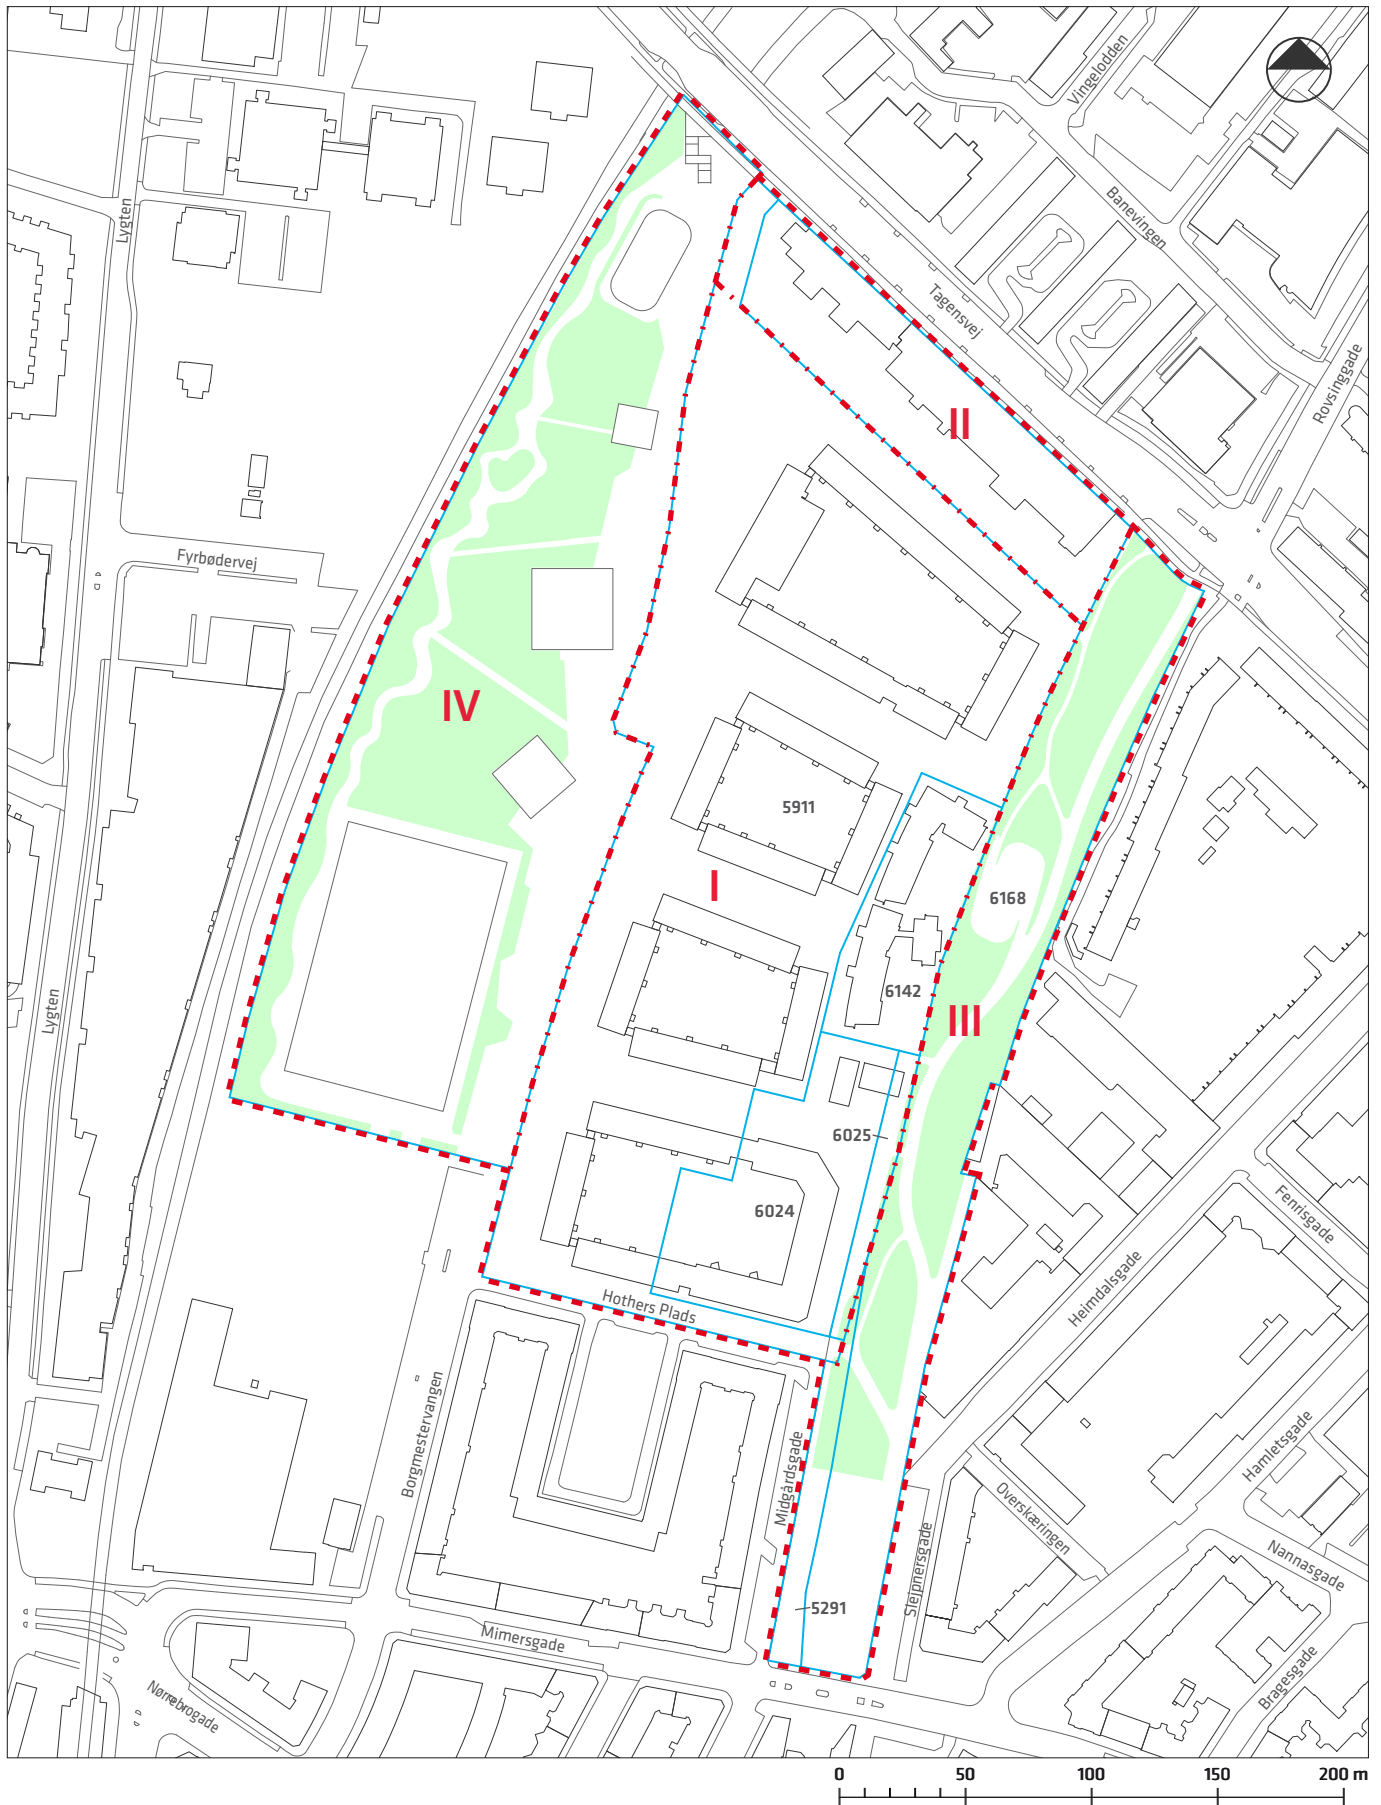 Vingelodden
Banevingen
Lygten
Tagensvej
Rovsinggade
II
Fyrbødervej
IV
5911
I
6168
6142
Lygten
III
6025
6024
Fenrisgade
Heimdalsgade
Hothers Plads
Borgmestervangen
Midgårdsgade
Hamletsgade
Overskæringen
Sleipnersgade
Nannasgade
5291
Mimersgade
Bragesgade
Nørrebrogade
0 50 100 150 200 m